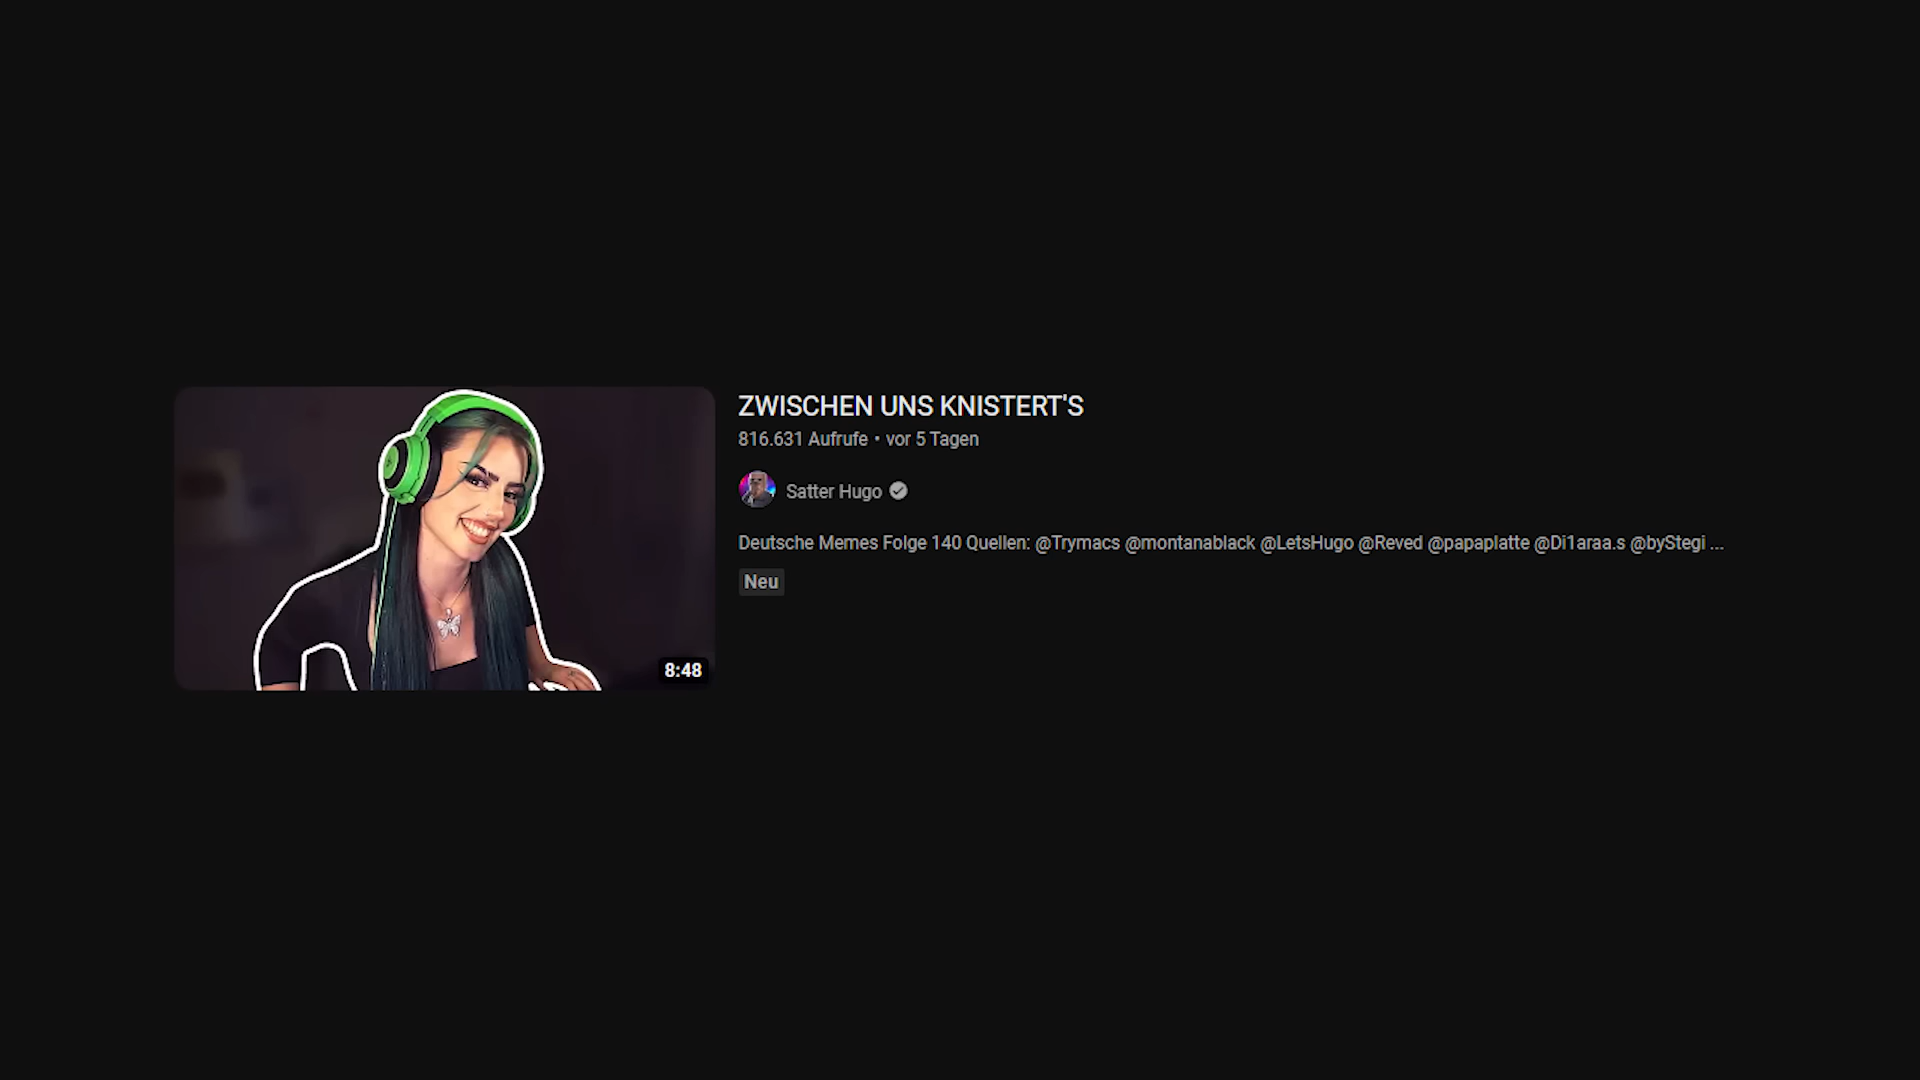 ZWISCHEN UNS KNISTERT'S
816.631 Aufrufe • vor 5 Tagen
Satter Hugo
Deutsche Memes Folge 140 Quellen: @Trymacs @montanablack @LetsHugo @Reved @papaplatte @Di1araa.s @byStegi ...
Neu
8:48